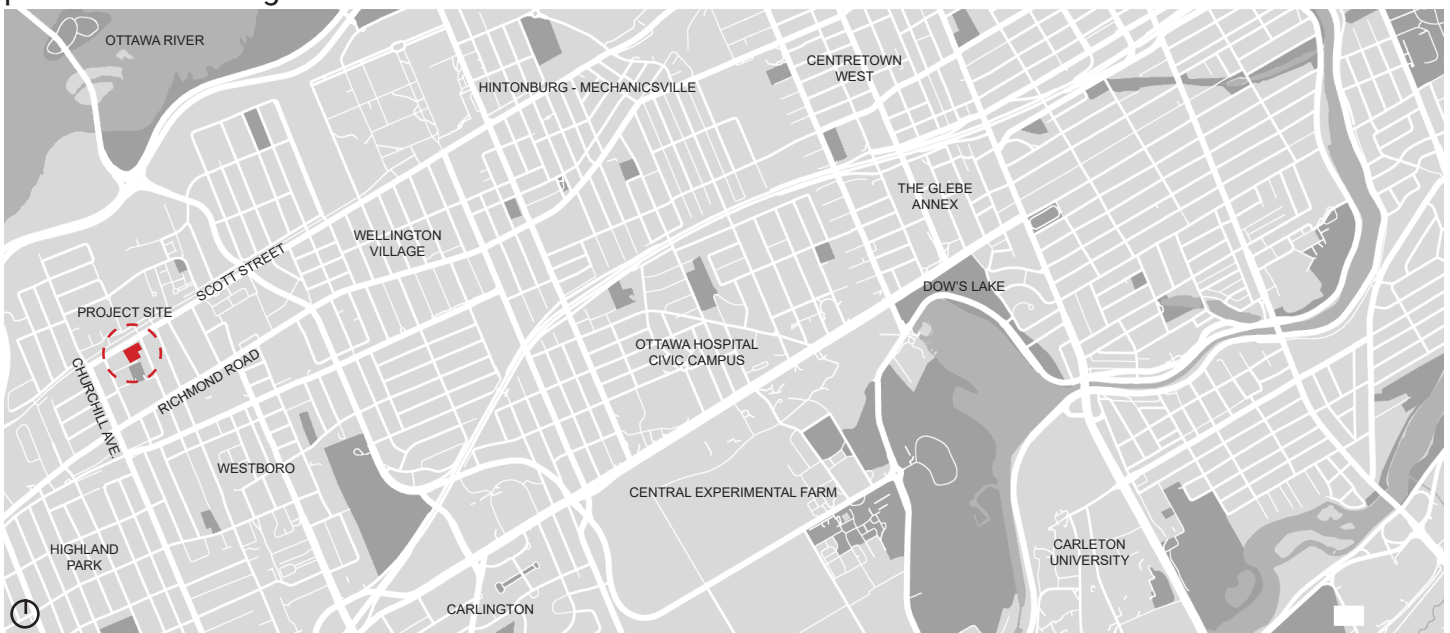 OTTAWA RIVER
CENTRETOWN
WEST
HINTONBURG - MECHANICSVILLE
THE GLEBE
ANNEX
WELLINGTON
VILLAGE
SCOTT STREET
DOW'S LAKE
PROJECT SITE
OTTAWA HOSPITAL
CIVIC CAMPUS
RICHMOND ROAD
CHURCHILL AVE.
WESTBORO
CENTRAL EXPERIMENTAL FARM
HIGHLAND
PARK
CARLETON
UNIVERSITY
CARLINGTON